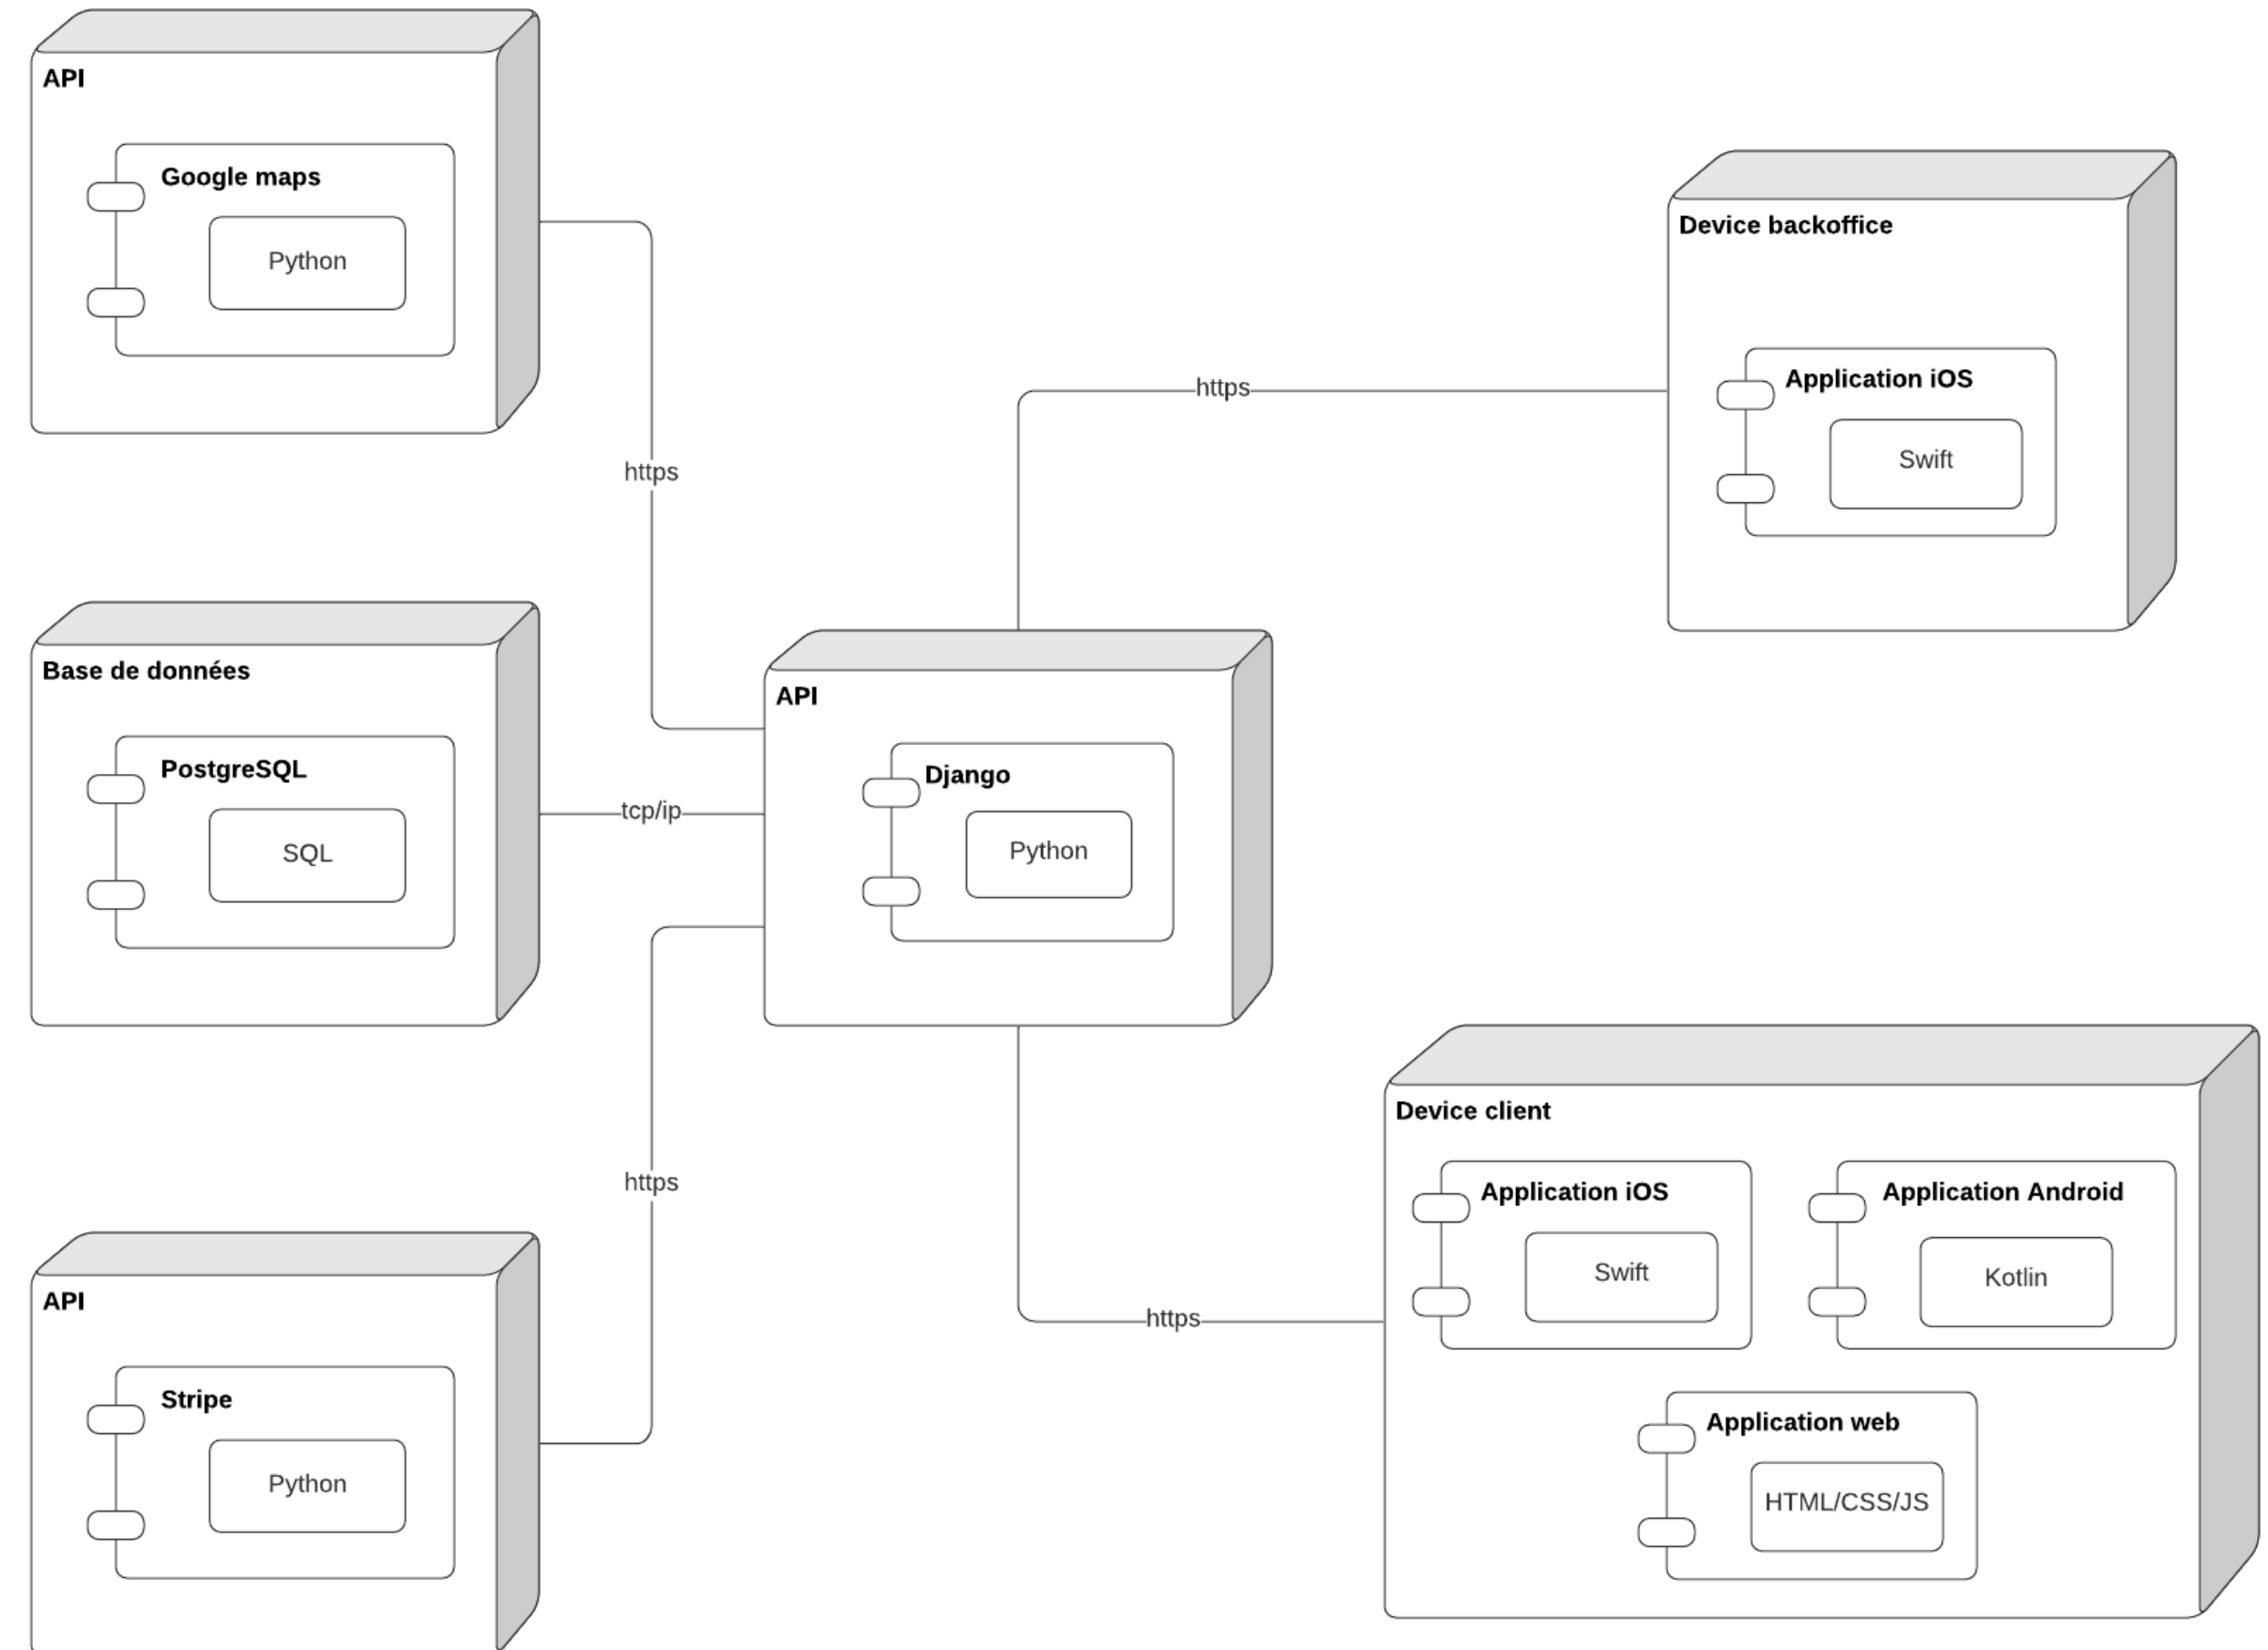 API
Google maps
Python
https
Base de données
PostgreSQL
SQL
tcp/ip
API
Stripe
Python
https
API
Django
Python
https
Device backoffice
Application iOS
Swift
https
Device client
Application iOS
Swift
Application Android
Kotlin
Application web
HTML/CSS/JS